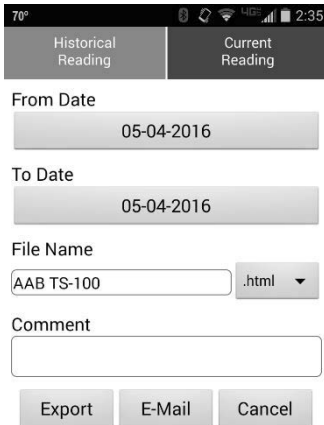 70° 4G 2:35
Historical Current
Reading Reading
From Date
05-04-2016
To Date
05-04-2016
File Name
AAB TS-100 .html
Comment
Export E-Mail Cancel